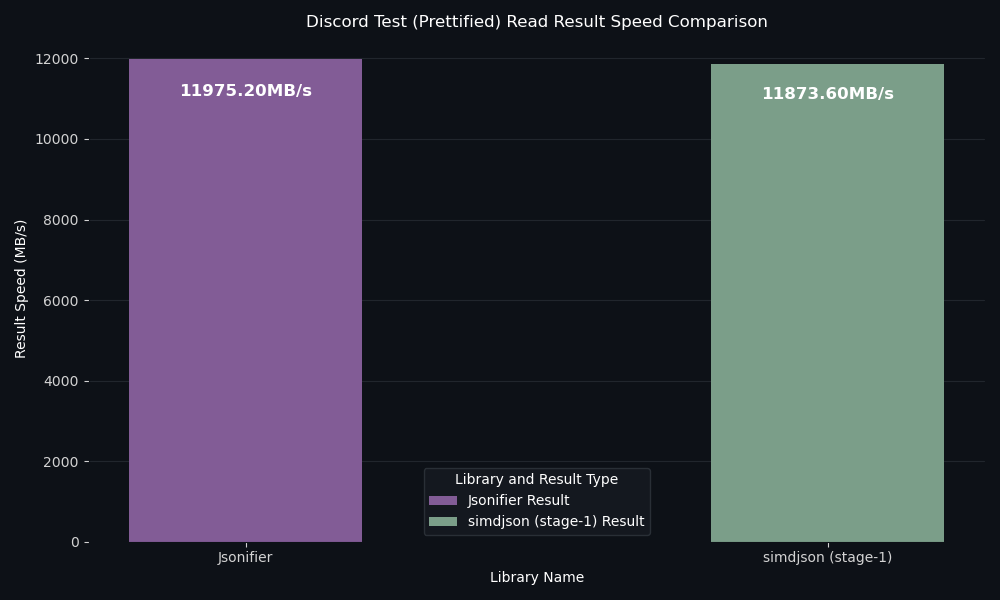 Discord Test (Prettified) Read Result Speed Comparison
12000
10000
8000
6000
4000
2000
0
Result Speed (MB/s)
11975.20MB/s
11873.60MB/s
Library and Result Type
Jsonifier Result
simdjson (stage-1) Result
Jsonifier
simdjson (stage-1)
Library Name